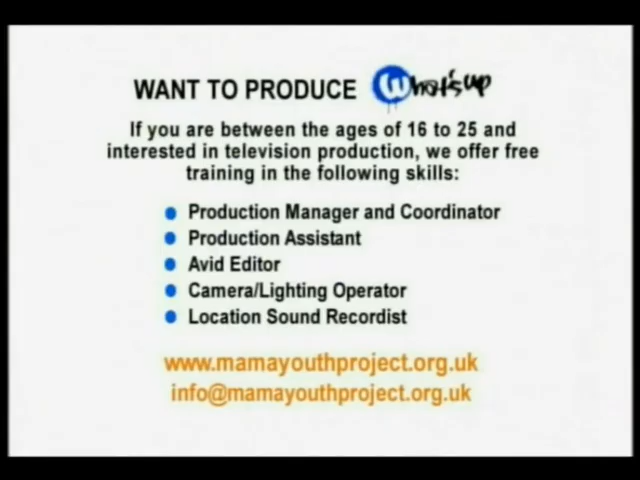 WANT TO PRODUCE What's up
If you are between the ages of 16 to 25 and
interested in television production, we offer free
training in the following skills:
Production Manager and Coordinator
Production Assistant
Avid Editor
Camera/Lighting Operator
Location Sound Recordist
www.mamayouthproject.org.uk
info@mamayouthproject.org.uk